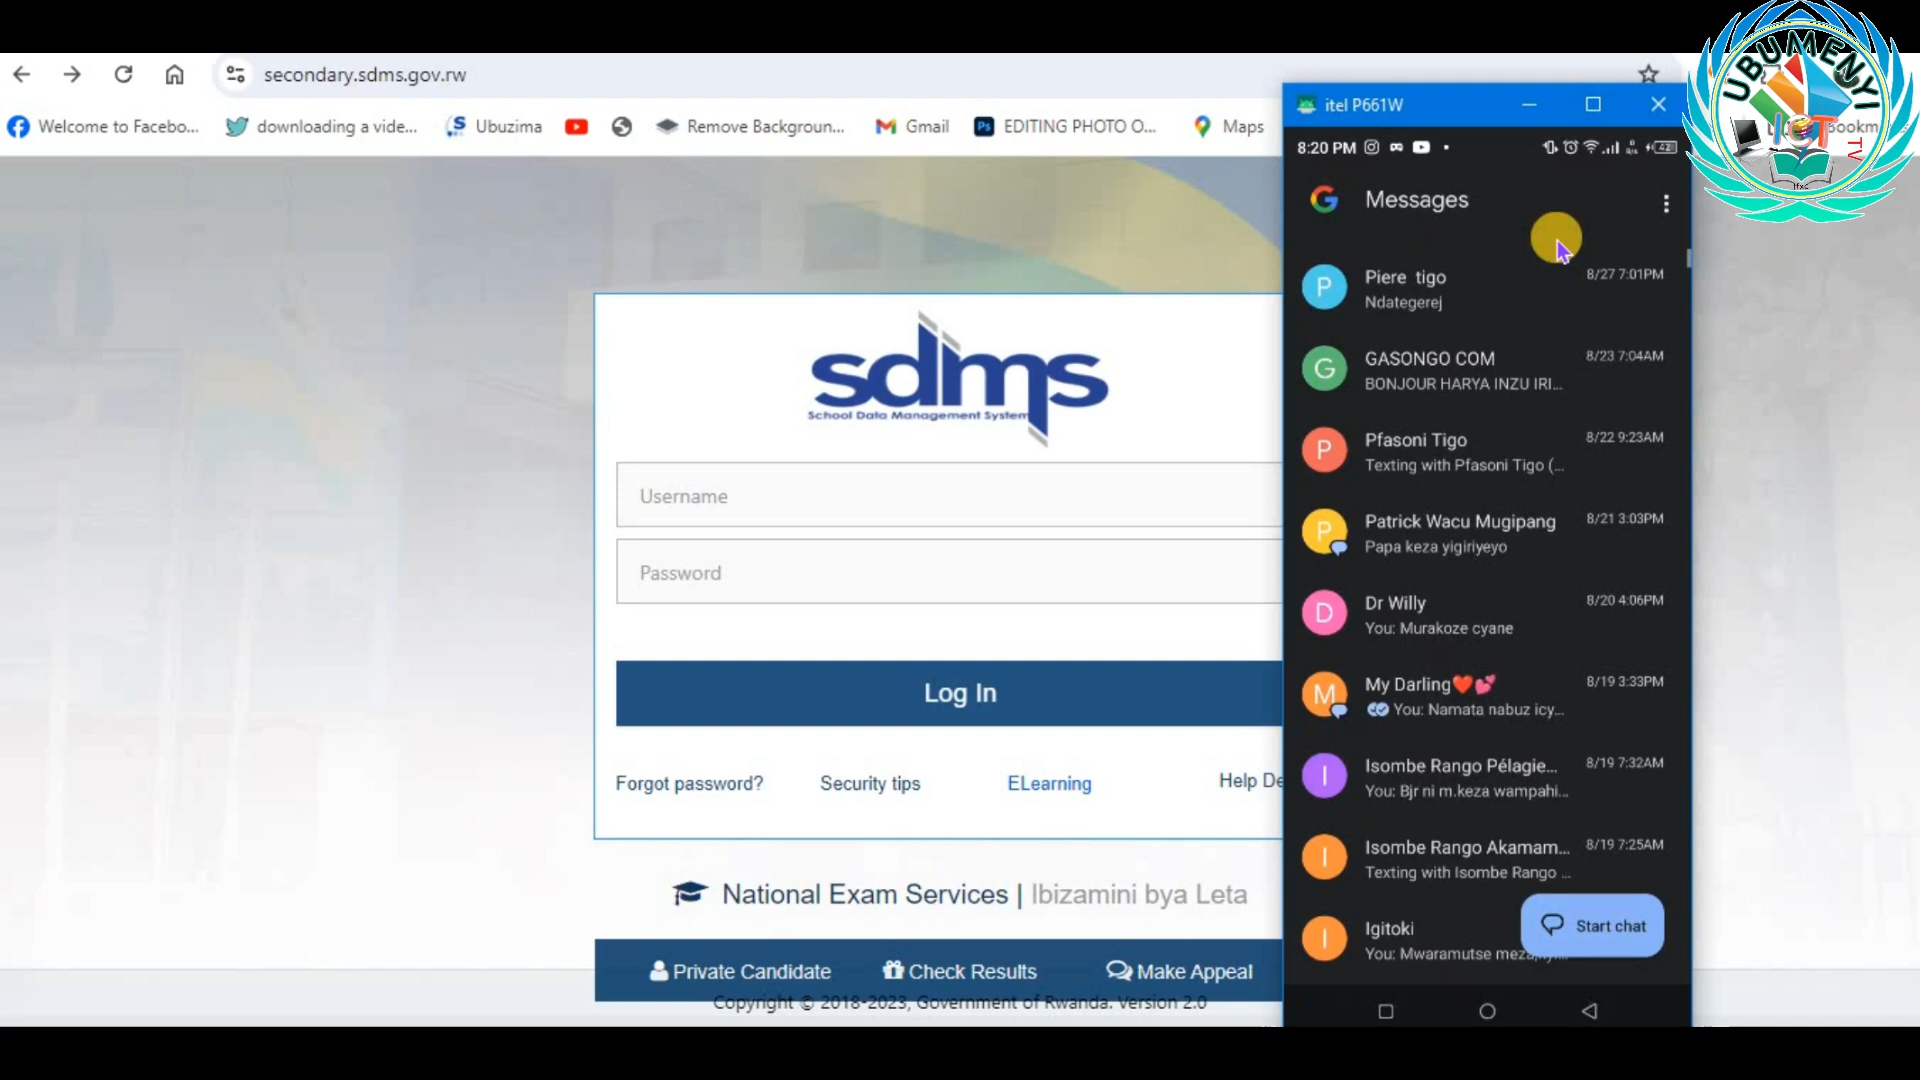 secondary.sdms.gov.rw
Welcome to Facebo...
downloading a vide...
Ubuzima
Remove Backgroun...
Gmail
EDITING PHOTO O...
Maps
sdms
School Data Management System
Username
Password
Log In
Forgot password?
Security tips
ELearning
Help De
National Exam Services | Ibizamini bya Leta
Private Candidate
Check Results
Make Appeal
Copyright © 2018-2023, Government of Rwanda. Version 2.0
itel P661W
8:20 PM
42
Messages
Piere tigo
8/27 7:01PM
Ndategerej
GASONGO COM
8/23 7:04AM
BONJOUR HARYA INZU IRI...
Pfasoni Tigo
8/22 9:23AM
Texting with Pfasoni Tigo (...
Patrick Wacu Mugipang
8/21 3:03PM
Papa keza yigiriyeyo
Dr Willy
8/20 4:06PM
You: Murakoze cyane
My Darling❤️💕
8/19 3:33PM
You: Namata nabuz icy...
Isombe Rango Pélagie...
8/19 7:32AM
You: Bjr ni m.keza wampahi...
Isombe Rango Akamam...
8/19 7:25AM
Texting with Isombe Rango ...
Igitoki
You: Mwaramutse meza
Start chat
UBUMENYI
ICT
TV
Ifxc